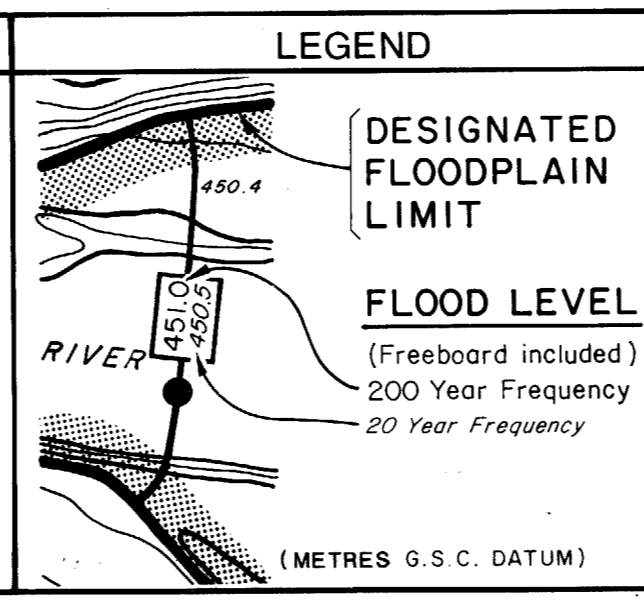 LEGEND
DESIGNATED
FLOODPLAIN
LIMIT
450.4
451.0
450.5
FLOOD LEVEL
(Freeboard included)
RIVER
200 Year Frequency
20 Year Frequency
(METRES G.S.C. DATUM)